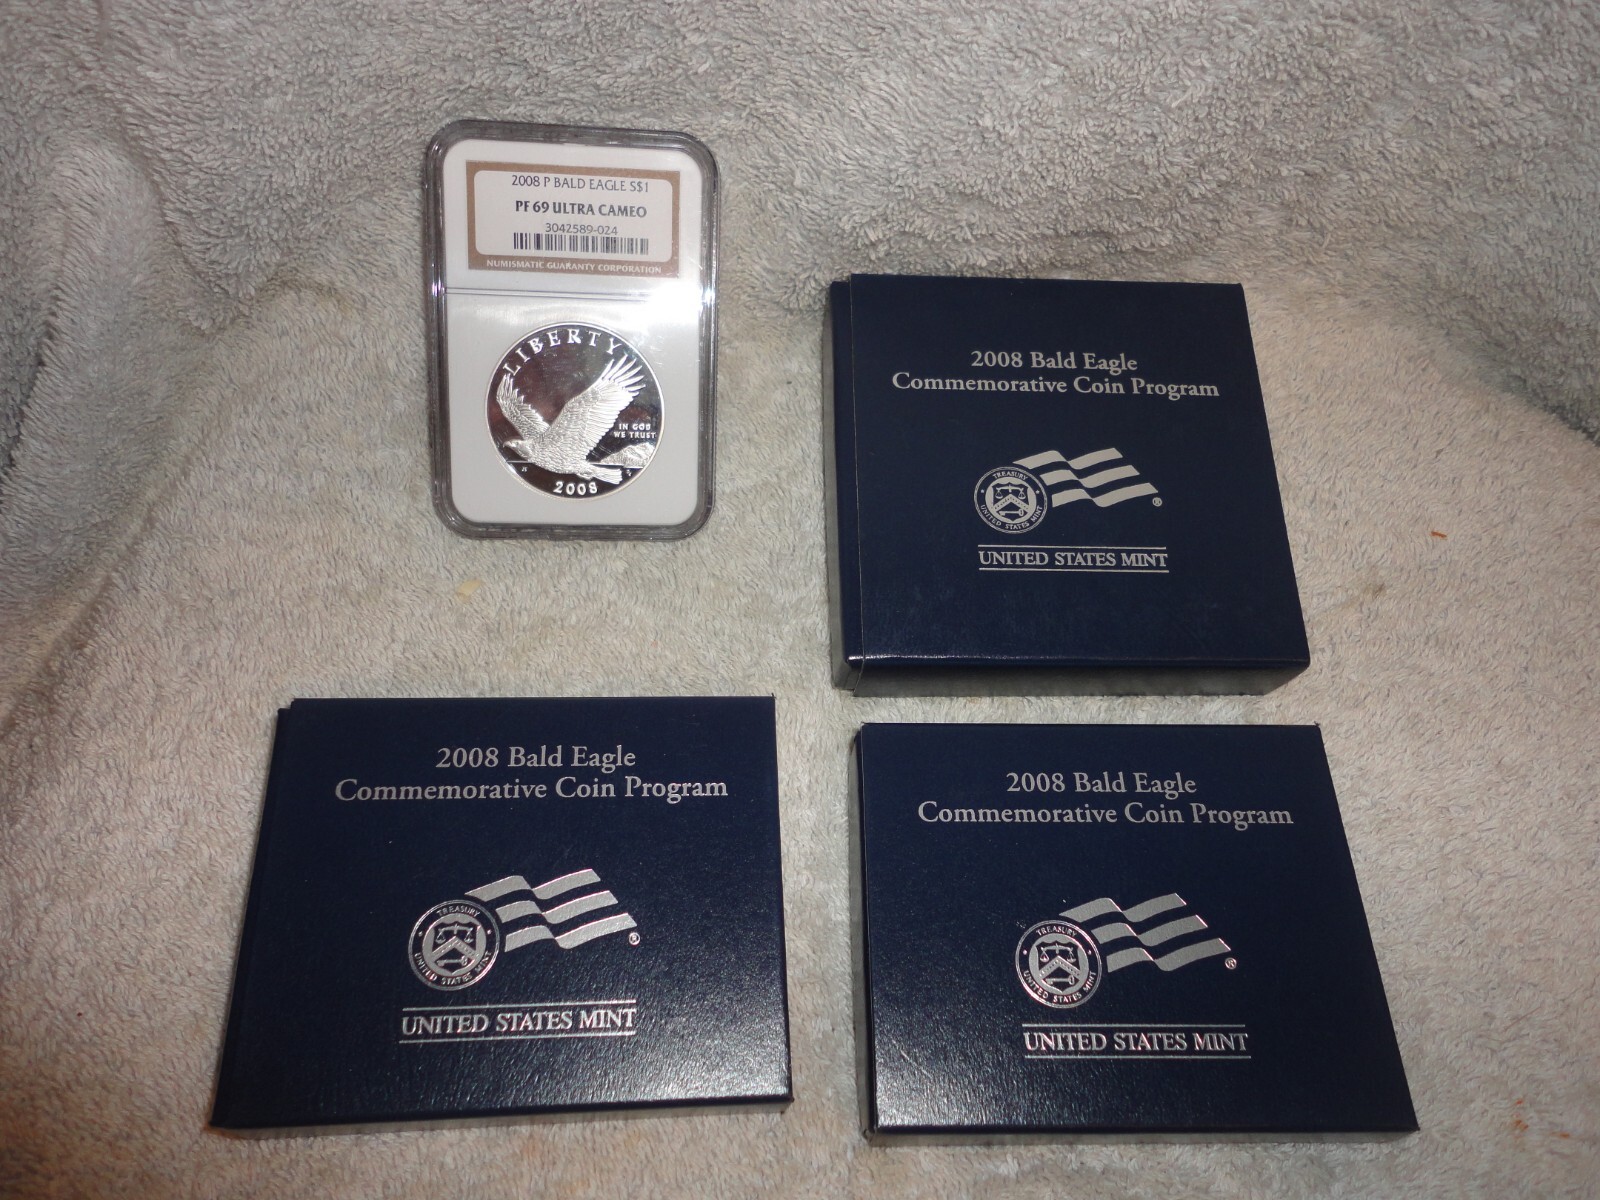 2008 P BALD EAGLE S$1
PF 69 ULTRA CAMEO
3042589-024
NUMISMATIC GUARANTY CORPORATION
LIBERTY
IN GOD
WE TRUST
2008
2008 Bald Eagle
Commemorative Coin Program
TREASURY
UNITED STATES MINT
®
UNITED STATES MINT
2008 Bald Eagle
Commemorative Coin Program
TREASURY
UNITED STATES MINT
®
UNITED STATES MINT
2008 Bald Eagle
Commemorative Coin Program
TREASURY
UNITED STATES MINT
®
UNITED STATES MINT